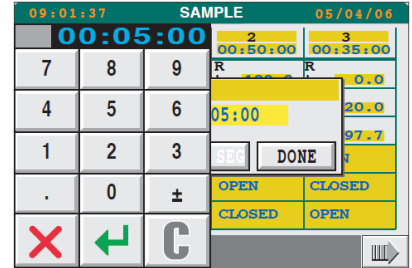 09:01:37 SAMPLE 05/04/06
00:05:00 2 3
00:50:00 00:35:00
7 8 9 R R
0.0
4 5 6 05:00 20.0
97.7
1 2 3 SEG DONE
. 0 ± OPEN CLOSED
C CLOSED OPEN